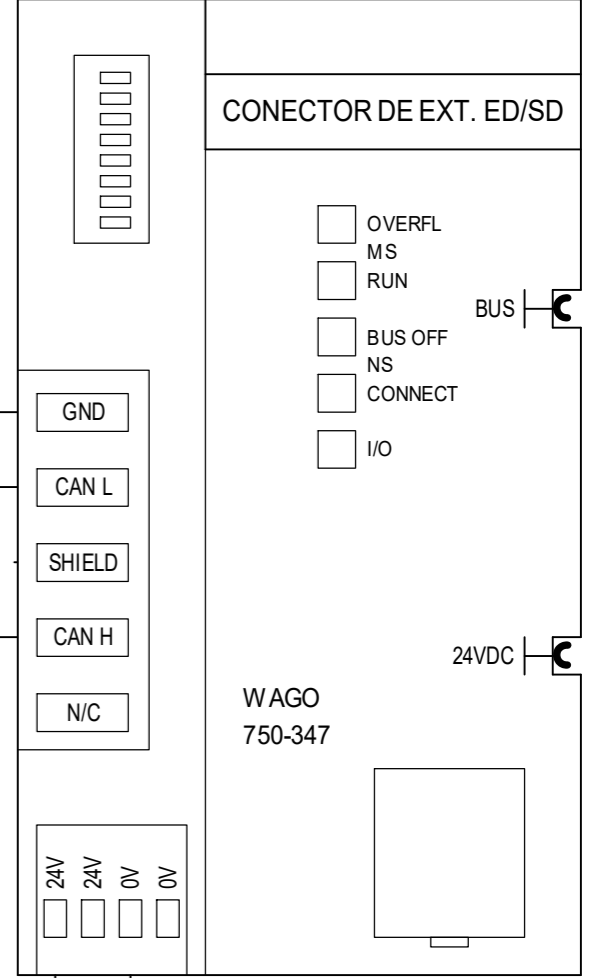 CONECTOR DE EXT. ED/SD
OVERFL
MS
RUN
BUS OFF
NS
CONNECT
I/O
BUS
24VDC
GND
CAN L
SHIELD
CAN H
N/C
WAGO
750-347
24V
24V
0V
0V